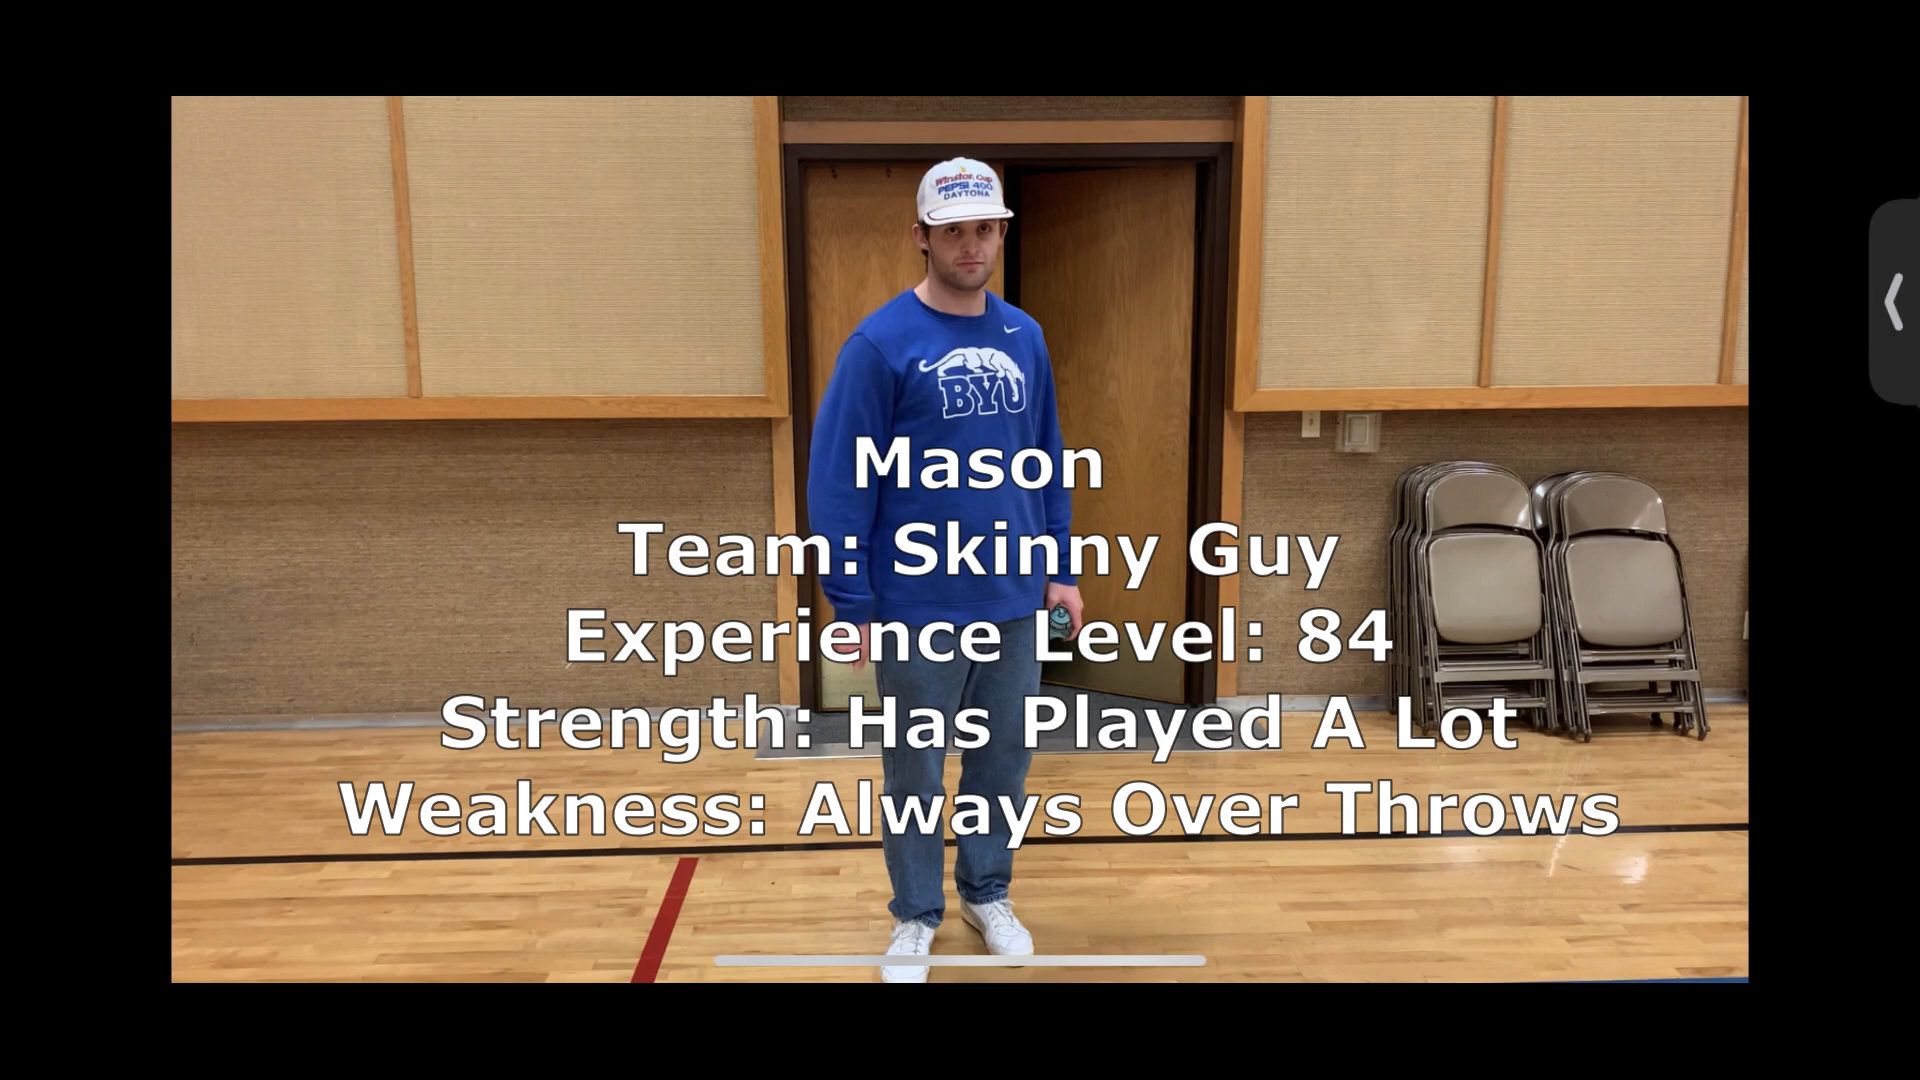 Winston Cup
PEPSI 400
DAYTONA
BYU
Mason
Team: Skinny Guy
Experience Level: 84
Strength: Has Played A Lot
Weakness: Always Over Throws